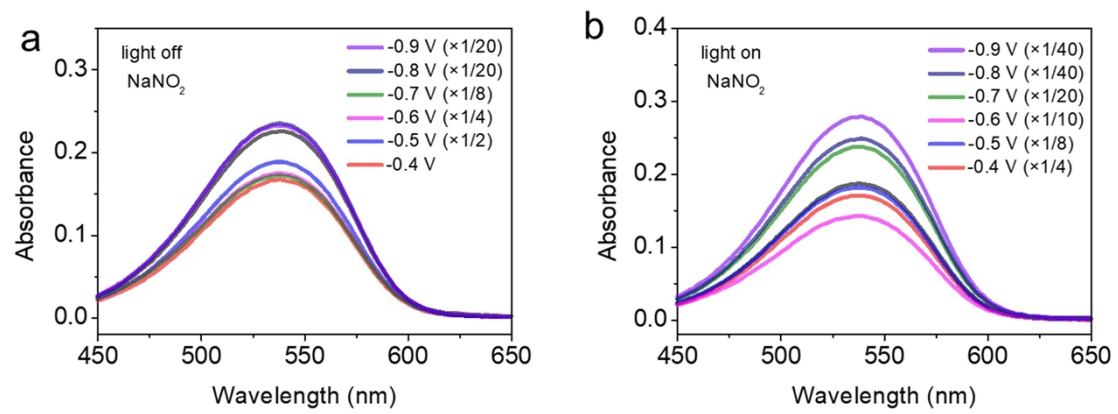 a
light off
NaNO₂
-0.9 V (×1/20)
-0.8 V (×1/20)
-0.7 V (×1/8)
-0.6 V (×1/4)
-0.5 V (×1/2)
-0.4 V
0.3
0.2
0.1
0.0
Absorbance
450 500 550 600 650
Wavelength (nm)
b
light on
NaNO₂
-0.9 V (×1/40)
-0.8 V (×1/40)
-0.7 V (×1/20)
-0.6 V (×1/10)
-0.5 V (×1/8)
-0.4 V (×1/4)
0.4
0.3
0.2
0.1
0.0
Absorbance
450 500 550 600 650
Wavelength (nm)